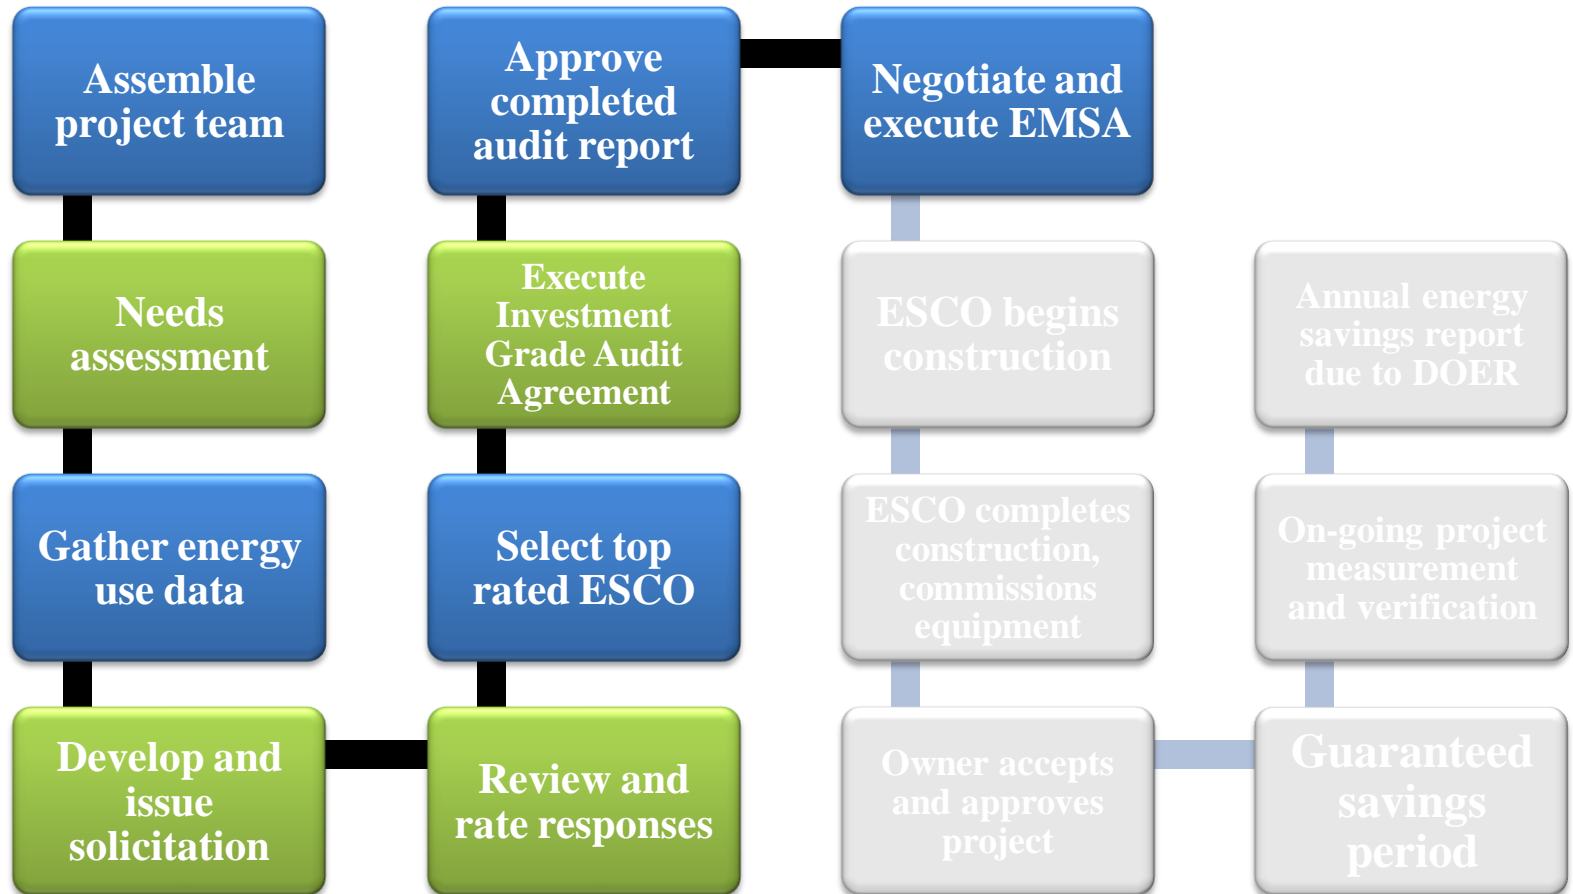 Assemble
project team
Needs
assessment
Gather energy
use data
Develop and
issue
solicitation
Review and
rate responses
Select top
rated ESCO
Execute
Investment
Grade Audit
Agreement
Approve
completed
audit report
Negotiate and
execute EMSA
ESCO begins
construction
ESCO completes
construction,
commissions
equipment
Owner accepts
and approves
project
Guaranteed
savings
period
On-going project
measurement
and verification
Annual energy
savings report
due to DOER